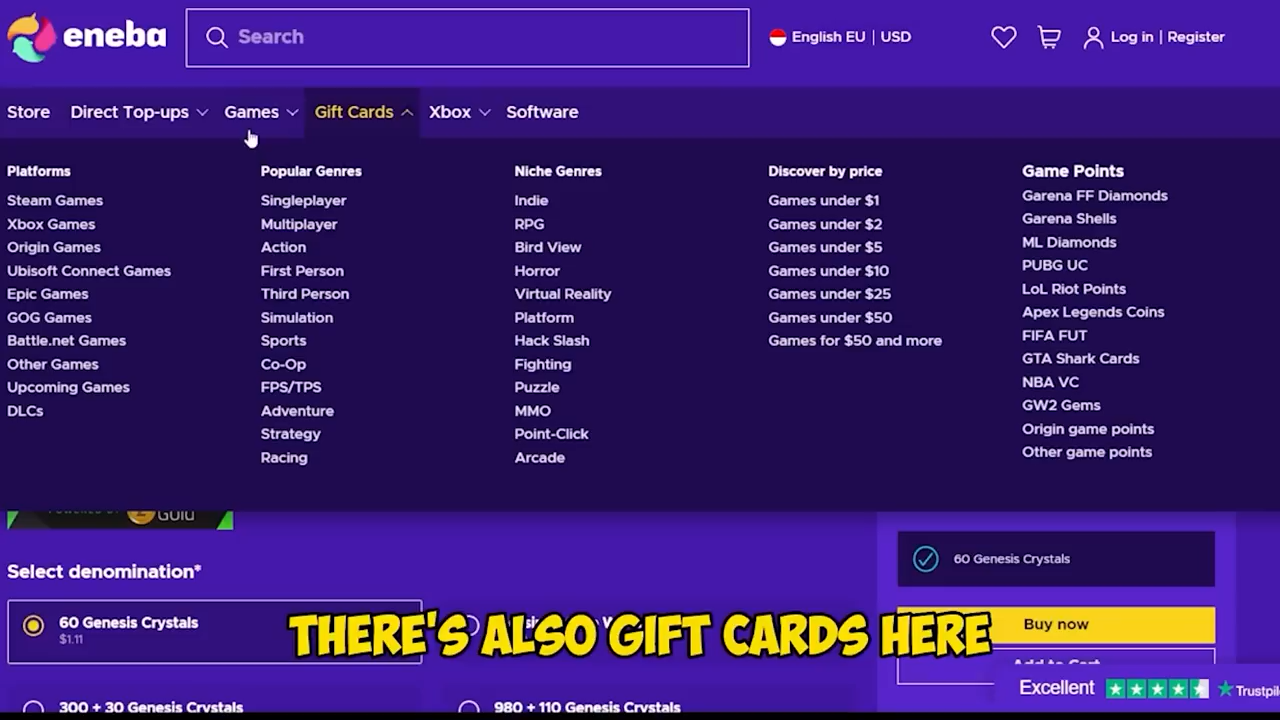 eneba
Search
English EU | USD
Log in | Register
Store
Direct Top-ups
Games
Gift Cards
Xbox
Software
Platforms
Steam Games
Xbox Games
Origin Games
Ubisoft Connect Games
Epic Games
GOG Games
Battle.net Games
Other Games
Upcoming Games
DLCs
Popular Genres
Singleplayer
Multiplayer
Action
First Person
Third Person
Simulation
Sports
Co-Op
FPS/TPS
Adventure
Strategy
Racing
Niche Genres
Indie
RPG
Bird View
Horror
Virtual Reality
Platform
Hack Slash
Fighting
Puzzle
MMO
Point-Click
Arcade
Discover by price
Games under $1
Games under $2
Games under $5
Games under $10
Games under $25
Games under $50
Games for $50 and more
Game Points
Garena FF Diamonds
Garena Shells
ML Diamonds
PUBG UC
LoL Riot Points
Apex Legends Coins
FIFA FUT
GTA Shark Cards
NBA VC
GW2 Gems
Origin game points
Other game points
Select denomination*
60 Genesis Crystals
$1.11
300 + 30 Genesis Crystals
980 + 110 Genesis Crystals
60 Genesis Crystals
Buy now
Add to Cart
Excellent
THERE'S ALSO GIFT CARDS HERE